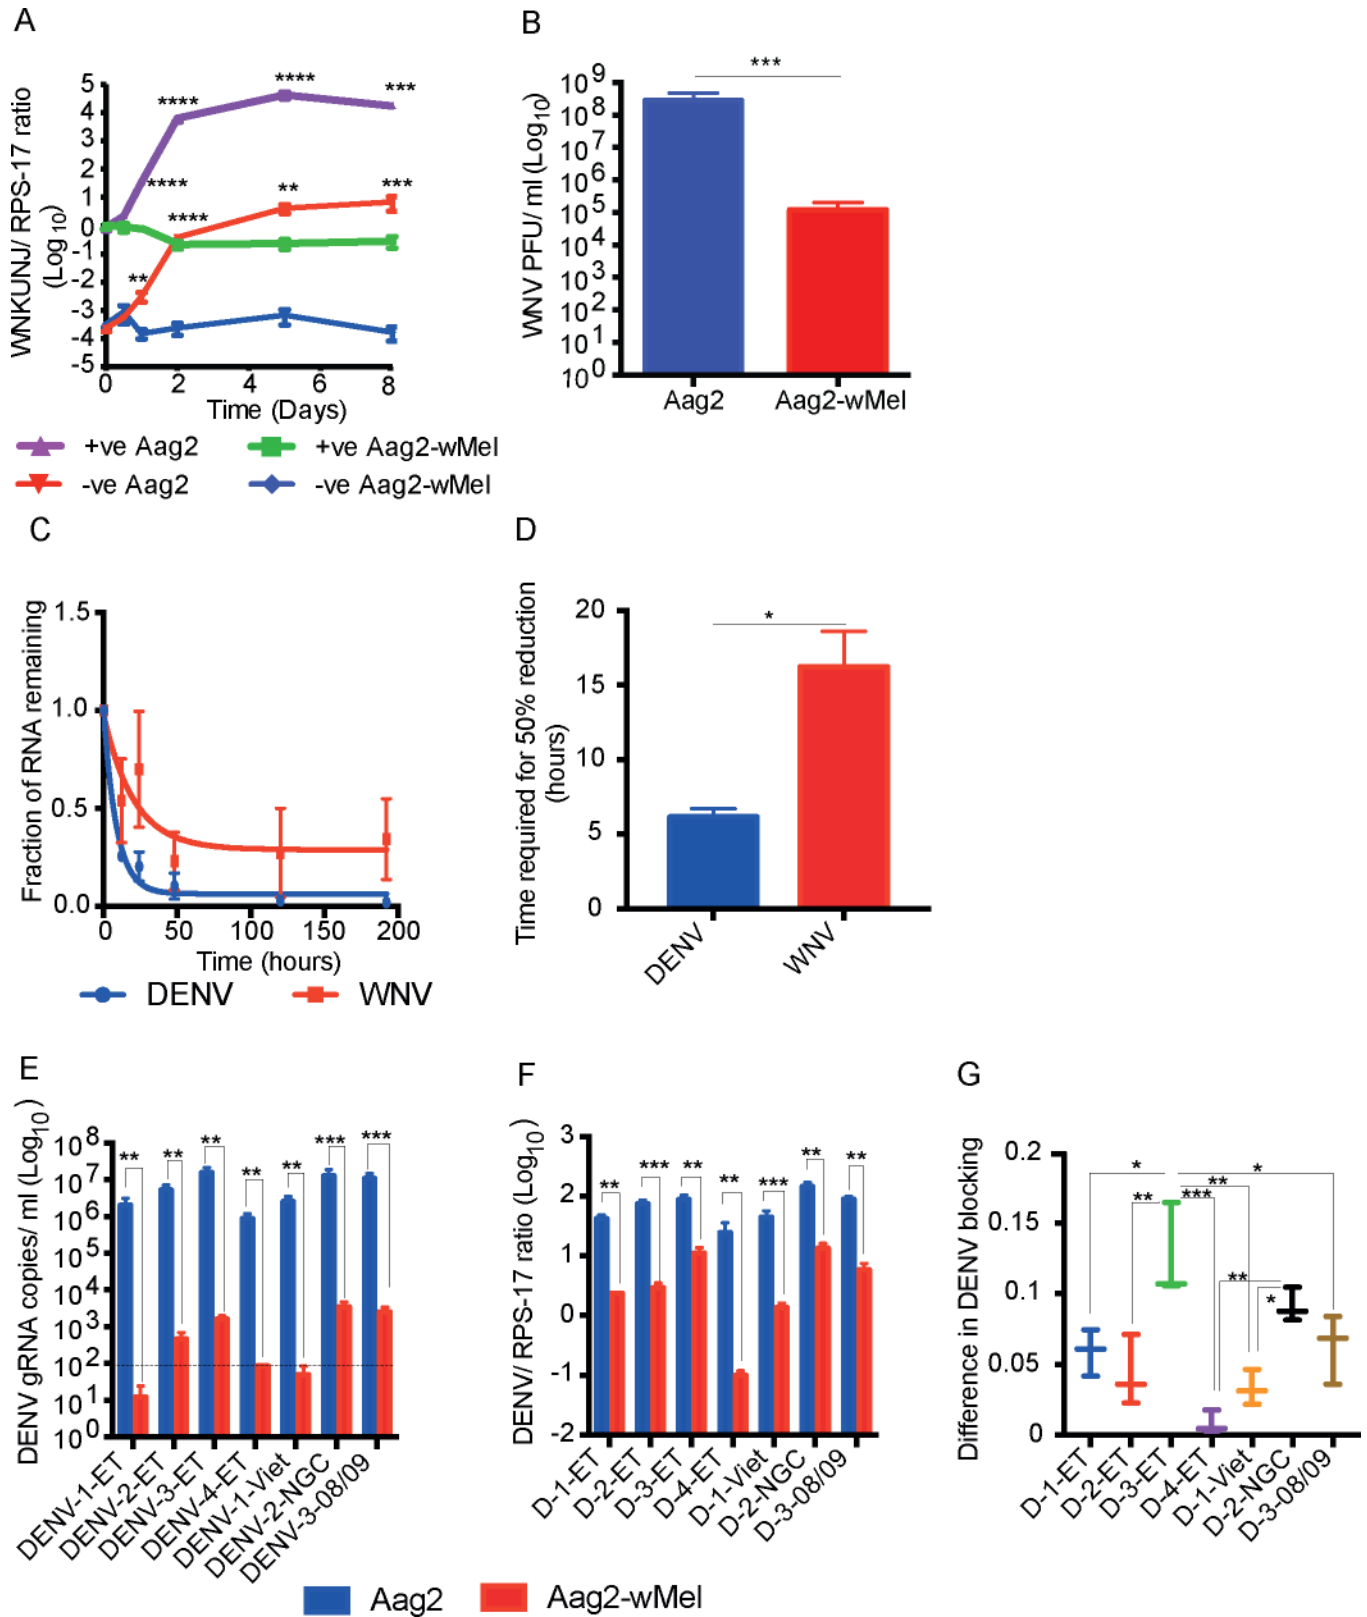 A
WNKUNJ/ RPS-17 ratio
(Log10)
5
4
3
2
1
0
-1
-2
-3
-4
-5
****
****
***
****
****
**
***
**
0 2 4 6 8
Time (Days)
+ve Aag2
+ve Aag2-wMel
-ve Aag2
-ve Aag2-wMel
B
WNV PFU/ ml (Log10)
10^9
10^8
10^7
10^6
10^5
10^4
10^3
10^2
10^1
10^0
***
Aag2 Aag2-wMel
C
Fraction of RNA remaining
1.5
1.0
0.5
0.0
0 50 100 150 200
Time (hours)
DENV WNV
D
Time required for 50% reduction
(hours)
20
15
10
5
0
*
DENV
WNV
E
DENV gRNA copies/ ml (Log10)
10^8
10^7
10^6
10^5
10^4
10^3
10^2
10^1
10^0
** ** ** ** ** *** ***
DENV-1-ET
DENV-2-ET
DENV-3-ET
DENV-4-ET
DENV-1-Viet
DENV-2-NGC
DENV-3-08/09
F
DENV/ RPS-17 ratio (Log10)
3
2
1
0
-1
-2
** *** ** ** *** ** **
D-1-ET
D-2-ET
D-3-ET
D-4-ET
D-1-Viet
D-2-NGC
D-3-08/09
G
Difference in DENV blocking
0.2
0.15
0.1
0.05
0
*
*
**
**
***
**
*
D-1-ET
D-2-ET
D-3-ET
D-4-ET
D-1-Viet
D-2-NGC
D-3-08/09
Aag2 Aag2-wMel